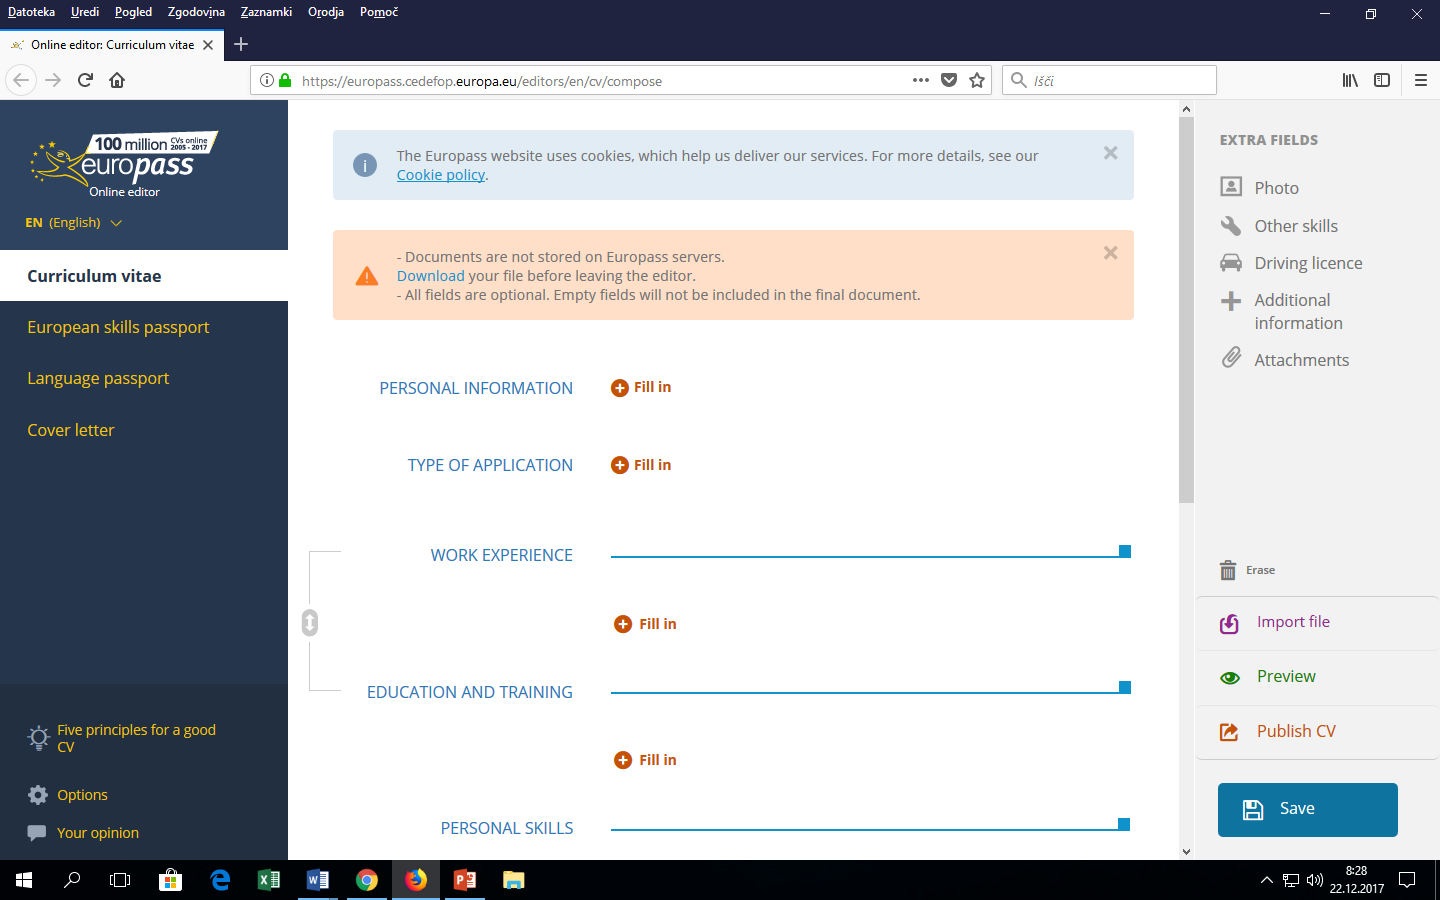 Datoteka Uredi Pogled Zgodovina Zaznamki Orodja Pomoč
Online editor: Curriculum vitae
https://europass.cedefop.europa.eu/editors/en/cv/compose
Išči
100 million CVs online 2005 - 2017
europass
Online editor
EN (English)
Curriculum vitae
European skills passport
Language passport
Cover letter
Five principles for a good
CV
Options
Your opinion
The Europass website uses cookies, which help us deliver our services. For more details, see our
Cookie policy.
- Documents are not stored on Europass servers.
Download your file before leaving the editor.
- All fields are optional. Empty fields will not be included in the final document.
PERSONAL INFORMATION Fill in
TYPE OF APPLICATION Fill in
WORK EXPERIENCE
Fill in
EDUCATION AND TRAINING
Fill in
PERSONAL SKILLS
EXTRA FIELDS
Photo
Other skills
Driving licence
Additional
information
Attachments
Erase
Import file
Preview
Publish CV
Save
8:28
22.12.2017